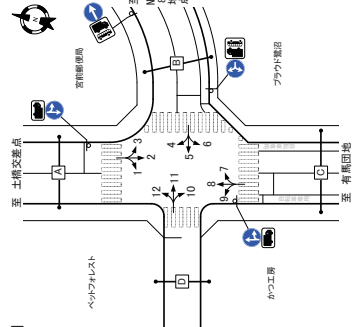 至 土橋交差点
宮前郵便局
至
A
B
プラウド鷺沼
1 2 3
4
5
6
12 11 10
9 8 7
ペットフォレスト
D
C
かつ工房
至 有馬団地